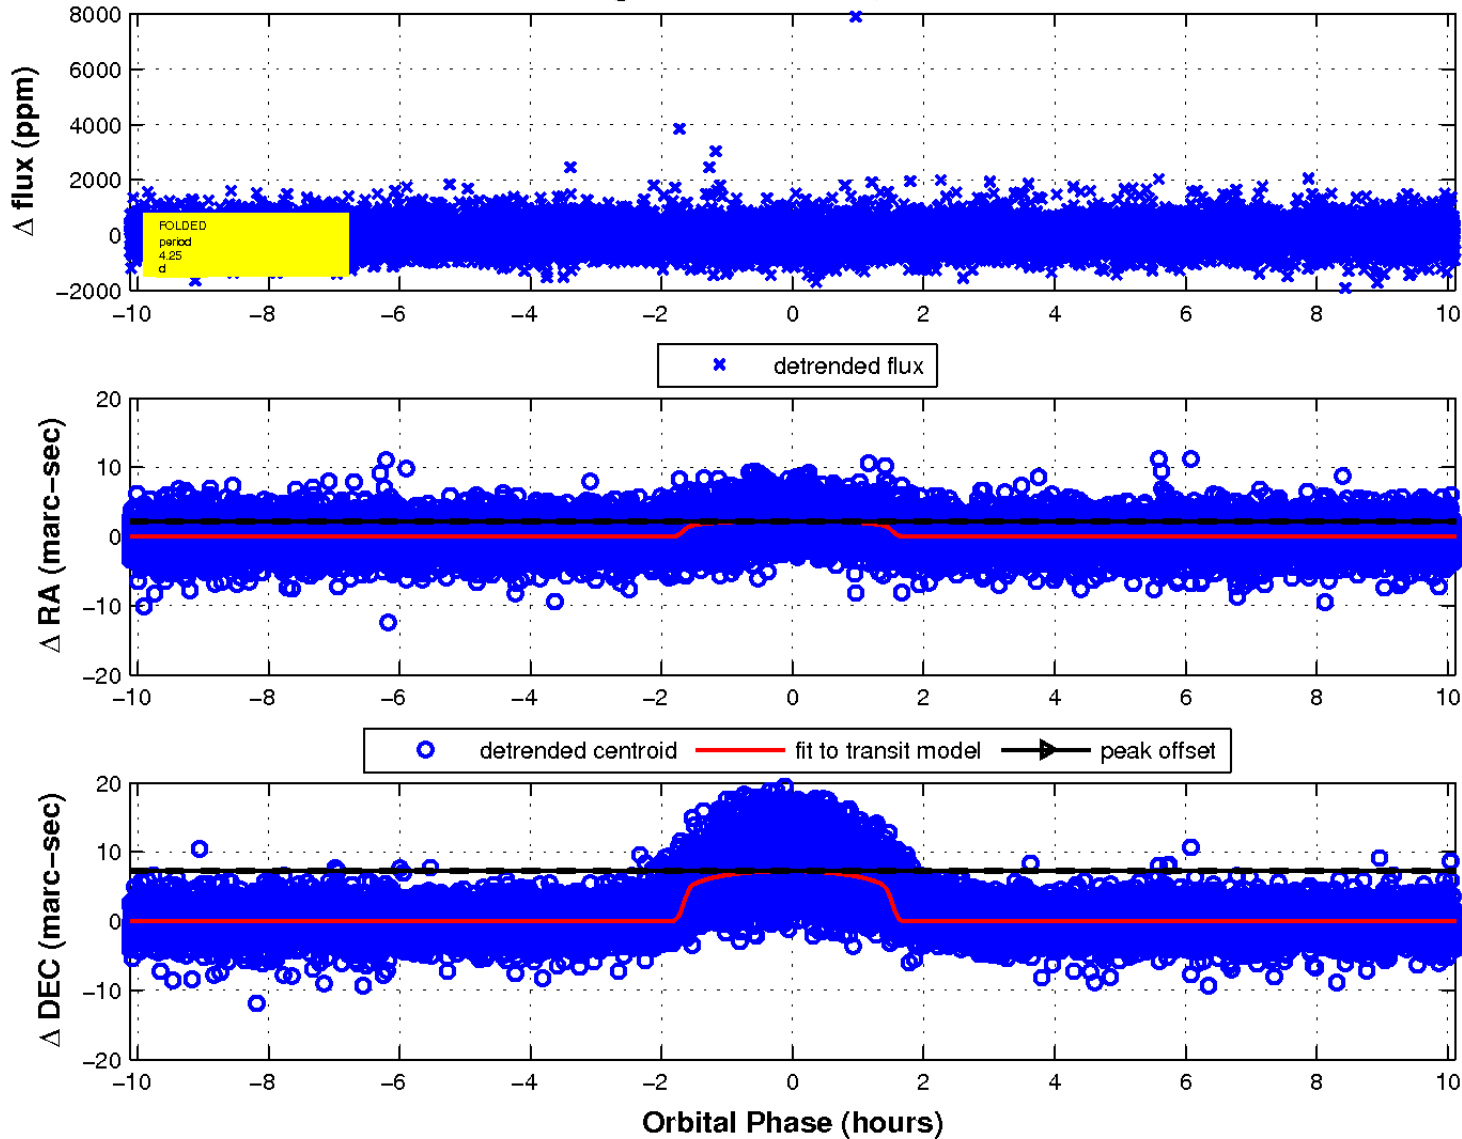 8000
6000
4000
2000
0
−2000
Δ flux (ppm)
FOLDED
period
4.25
d
−10 −8 −6 −4 −2 0 2 4 6 8 10
detrended flux
20
10
0
−10
−20
Δ RA (marc−sec)
−10 −8 −6 −4 −2 0 2 4 6 8 10
detrended centroid fit to transit model peak offset
20
10
0
−10
−20
Δ DEC (marc−sec)
−10 −8 −6 −4 −2 0 2 4 6 8 10
Orbital Phase (hours)